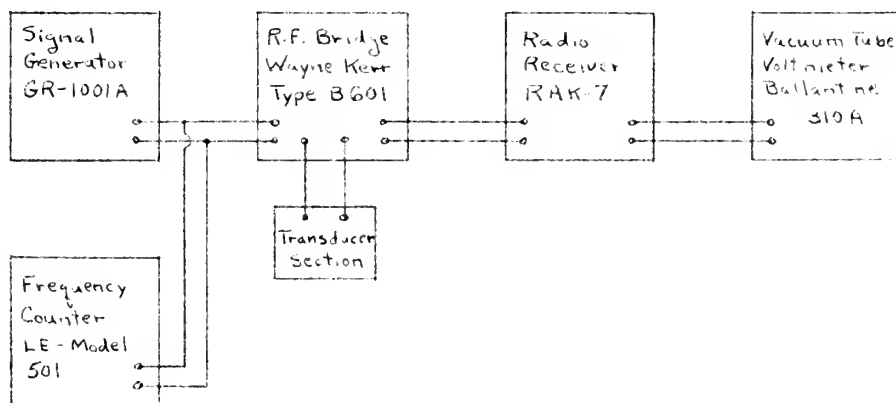 Signal
Generator
GR-1001A
R.F. Bridge
Wayne Kerr
Type B601
Radio
Receiver
RAK-7
Vacuum Tube
Voltmeter
310A
Transducer
Section
Frequency
Counter
LE-Model
501